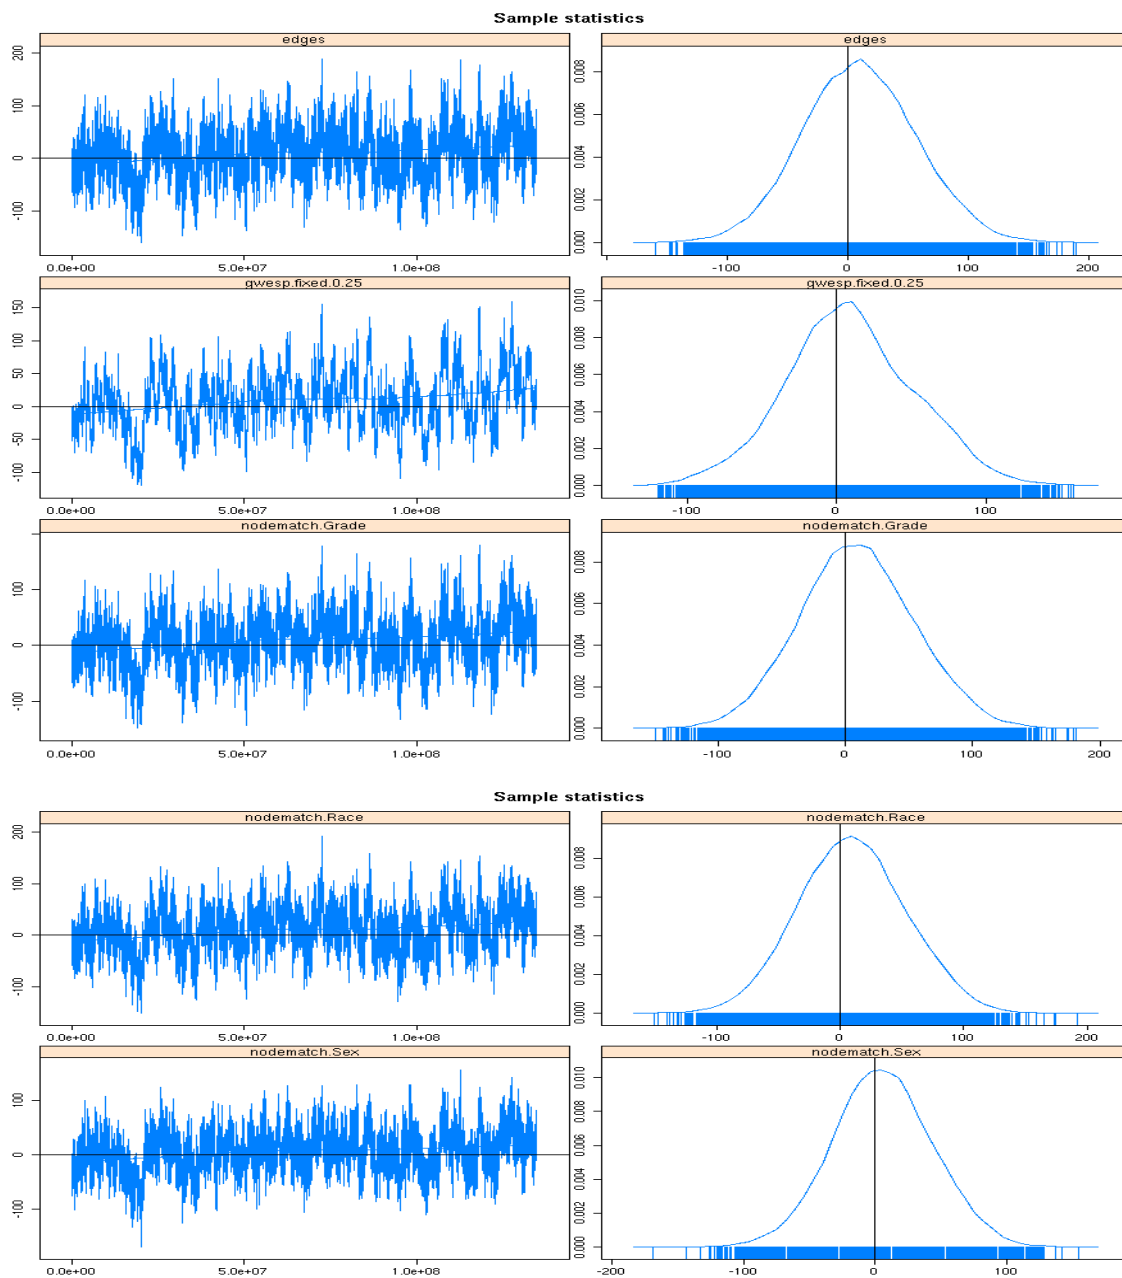 Sample statistics
edges edges
200
100
0
-100
0.0e+00 5.0e+07 1.0e+08
0.008
0.006
0.004
0.002
0.000
-100 0 100 200
gwesp.fixed.0.25 gwesp.fixed.0.25
150
100
50
0
-50
-100
0.0e+00 5.0e+07 1.0e+08
0.010
0.008
0.006
0.004
0.002
0.000
-100 0 100
nodematch.Grade nodematch.Grade
100
0
-100
0.0e+00 5.0e+07 1.0e+08
0.008
0.006
0.004
0.002
0.000
-100 0 100 200
Sample statistics
nodematch.Race nodematch.Race
200
100
0
-100
0.0e+00 5.0e+07 1.0e+08
0.008
0.006
0.004
0.002
0.000
-100 0 100 200
nodematch.Sex nodematch.Sex
100
0
-100
0.0e+00 5.0e+07 1.0e+08
0.010
0.008
0.006
0.004
0.002
0.000
-200 -100 0 100